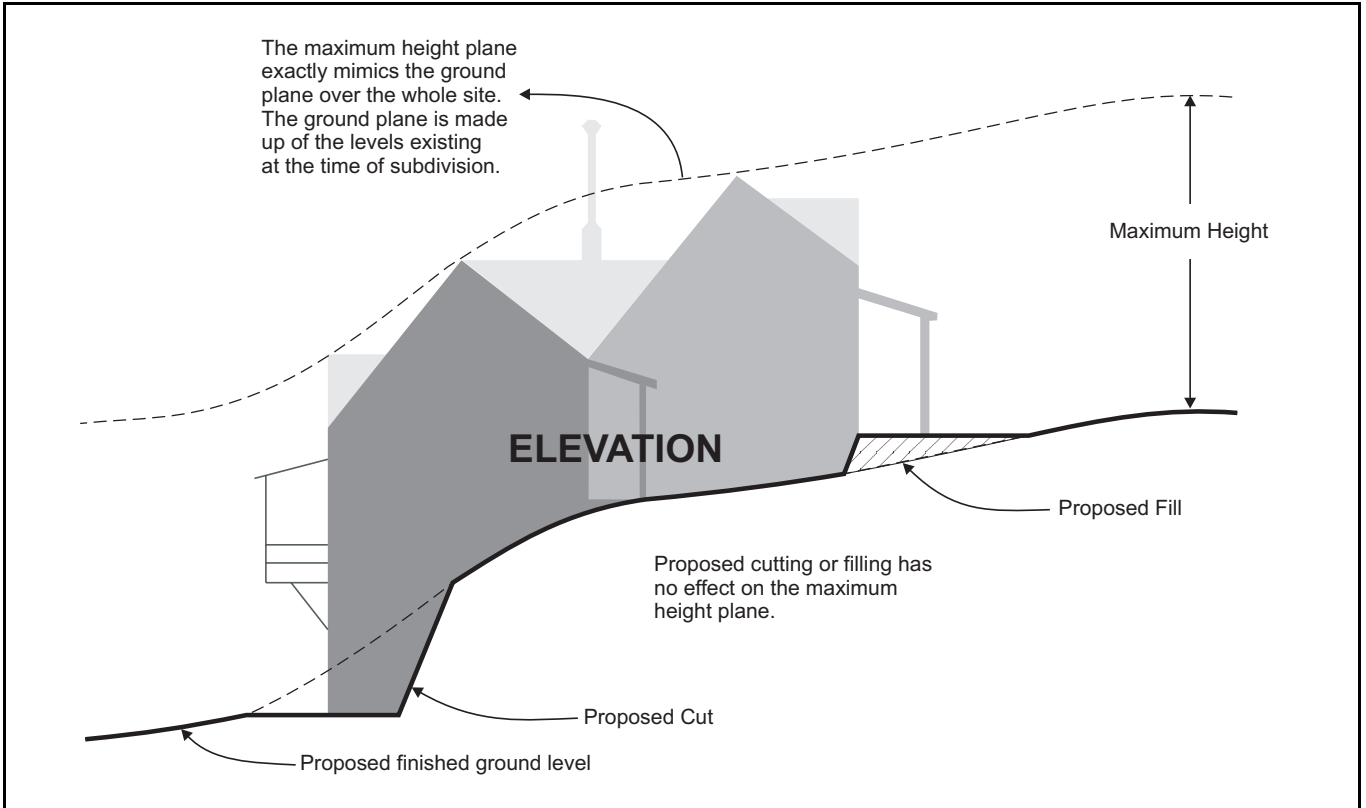 The maximum height plane
exactly mimics the ground
plane over the whole site.
The ground plane is made
up of the levels existing
at the time of subdivision.
Maximum Height
ELEVATION
Proposed Fill
Proposed cutting or filling has
no effect on the maximum
height plane.
Proposed Cut
Proposed finished ground level